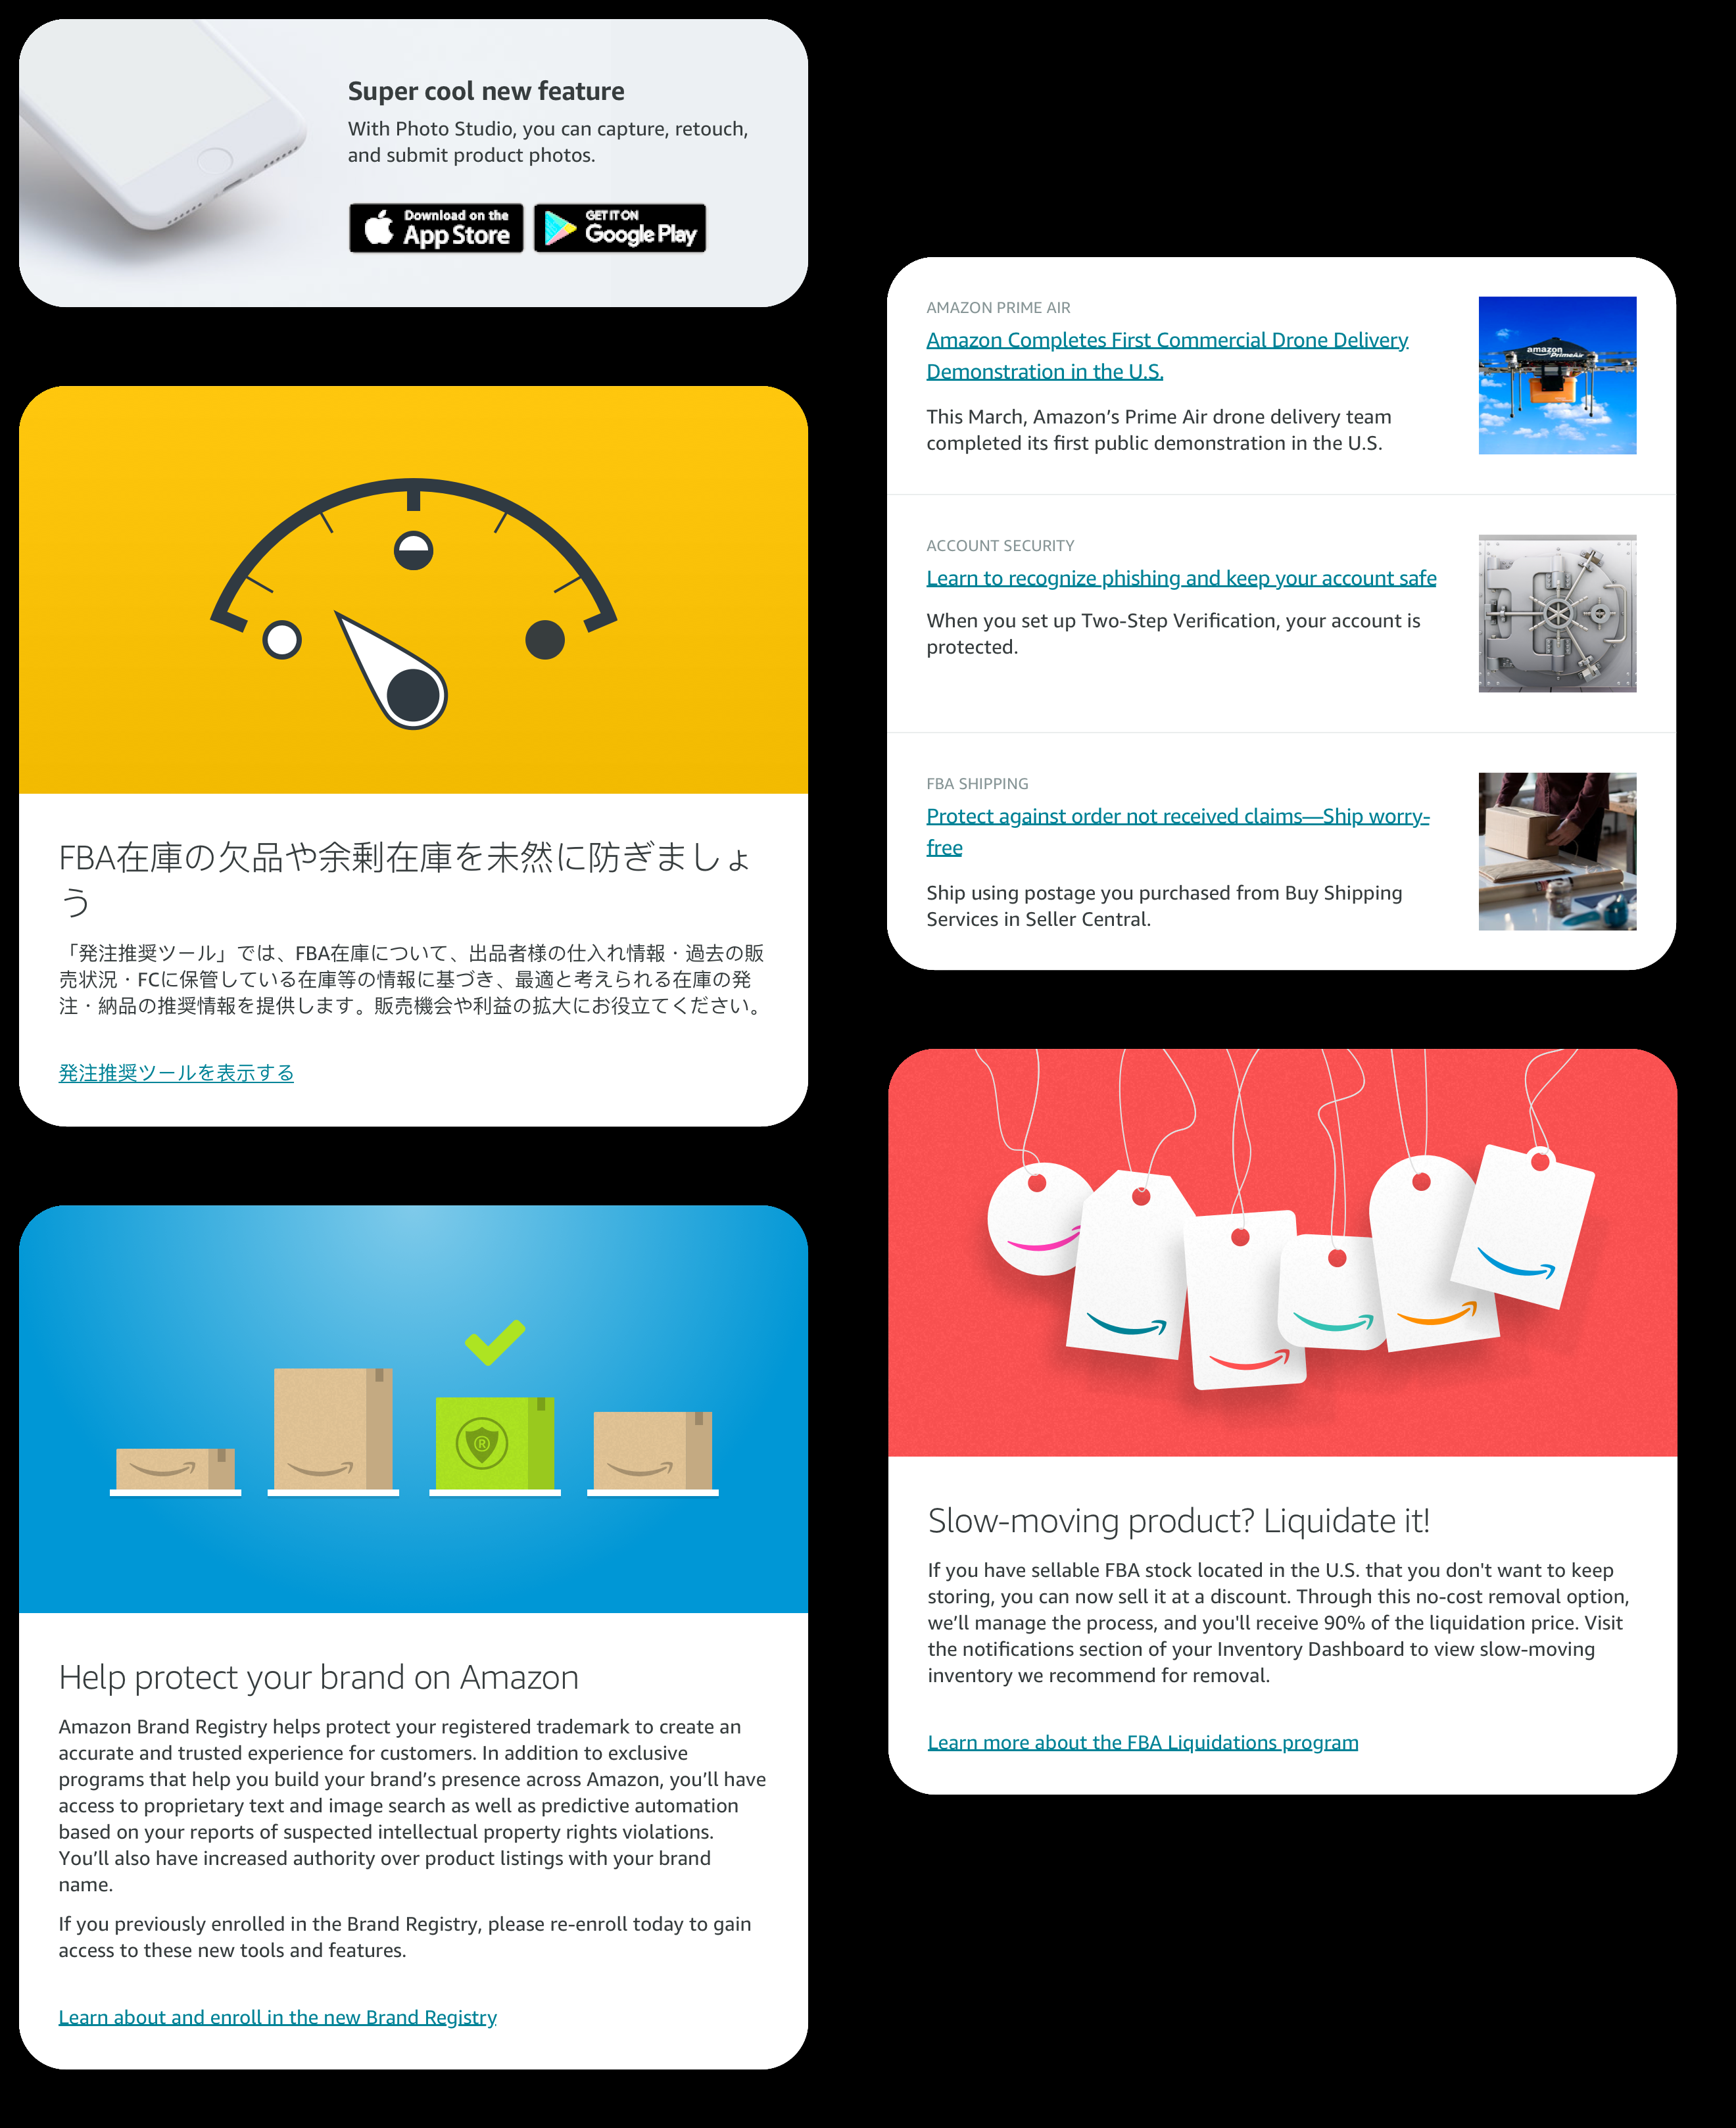 Super cool new feature
With Photo Studio, you can capture, retouch,
and submit product photos.
Download on the
App Store
GET IT ON
Google Play
FBA在庫の欠品や余剰在庫を未然に防ぎましょ
う
「発注推奨ツール」では、FBA在庫について、出品者様の仕入れ情報・過去の販
売状況・FCに保管している在庫等の情報に基づき、最適と考えられる在庫の発
注・納品の推奨情報を提供します。販売機会や利益の拡大にお役立てください。
発注推奨ツールを表示する
®
Help protect your brand on Amazon
Amazon Brand Registry helps protect your registered trademark to create an
accurate and trusted experience for customers. In addition to exclusive
programs that help you build your brand’s presence across Amazon, you’ll have
access to proprietary text and image search as well as predictive automation
based on your reports of suspected intellectual property rights violations.
You’ll also have increased authority over product listings with your brand
name.
If you previously enrolled in the Brand Registry, please re-enroll today to gain
access to these new tools and features.
Learn about and enroll in the new Brand Registry
AMAZON PRIME AIR
Amazon Completes First Commercial Drone Delivery
Demonstration in the U.S.
This March, Amazon’s Prime Air drone delivery team
completed its first public demonstration in the U.S.
amazon
PrimeAir
ACCOUNT SECURITY
Learn to recognize phishing and keep your account safe
When you set up Two-Step Verification, your account is
protected.
FBA SHIPPING
Protect against order not received claims—Ship worry-
free
Ship using postage you purchased from Buy Shipping
Services in Seller Central.
Slow-moving product? Liquidate it!
If you have sellable FBA stock located in the U.S. that you don't want to keep
storing, you can now sell it at a discount. Through this no-cost removal option,
we’ll manage the process, and you'll receive 90% of the liquidation price. Visit
the notifications section of your Inventory Dashboard to view slow-moving
inventory we recommend for removal.
Learn more about the FBA Liquidations program